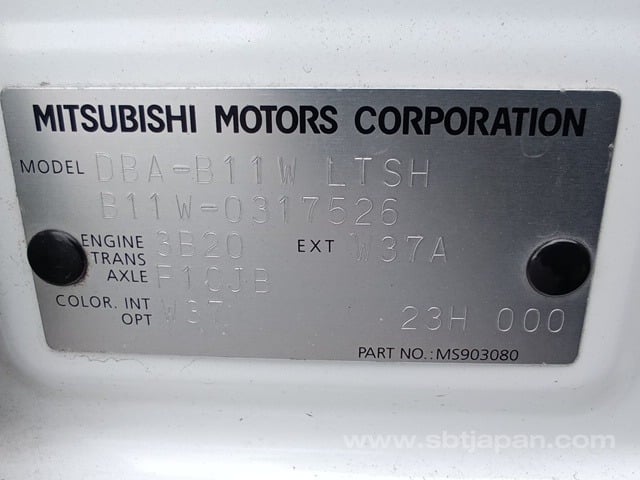 MITSUBISHI MOTORS CORPORATION
MODEL DBA-B11W LTSH
B11W-0317526
ENGINE 3B20 EXT W37A
TRANS
AXLE F1CJB
COLOR. INT W37
OPT 23H 000
PART NO.:MS903080
www.sbtjapan.com